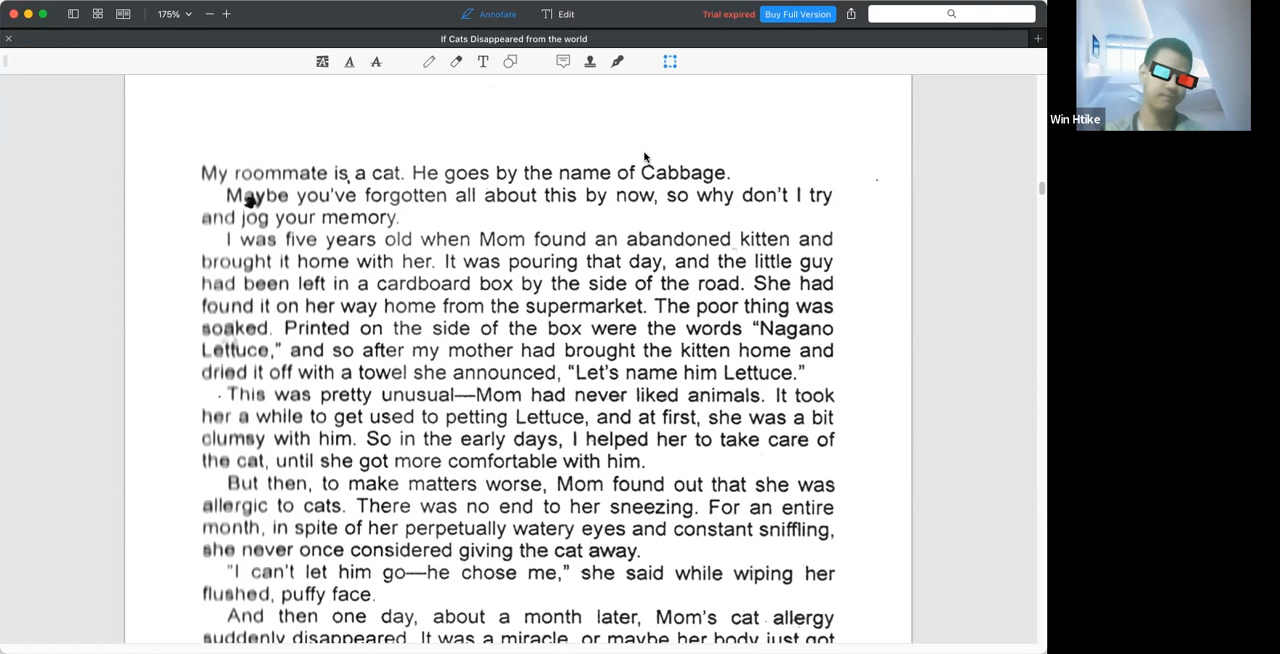 175%
Annotate
Edit
Trial expired
Buy Full Version
If Cats Disappeared from the world
My roommate is a cat. He goes by the name of Cabbage.
Maybe you've forgotten all about this by now, so why don't I try
and jog your memory.
I was five years old when Mom found an abandoned kitten and
brought it home with her. It was pouring that day, and the little guy
had been left in a cardboard box by the side of the road. She had
found it on her way home from the supermarket. The poor thing was
soaked. Printed on the side of the box were the words “Nagano
Lettuce,” and so after my mother had brought the kitten home and
dried it off with a towel she announced, “Let's name him Lettuce.”
This was pretty unusual—Mom had never liked animals. It took
her a while to get used to petting Lettuce, and at first, she was a bit
clumsy with him. So in the early days, I helped her to take care of
the cat, until she got more comfortable with him.
But then, to make matters worse, Mom found out that she was
allergic to cats. There was no end to her sneezing. For an entire
month, in spite of her perpetually watery eyes and constant sniffling,
she never once considered giving the cat away.
“I can't let him go—he chose me,” she said while wiping her
flushed, puffy face.
And then one day, about a month later, Mom's cat allergy
suddenly disappeared. It was a miracle, or maybe her body just got
Win Htike